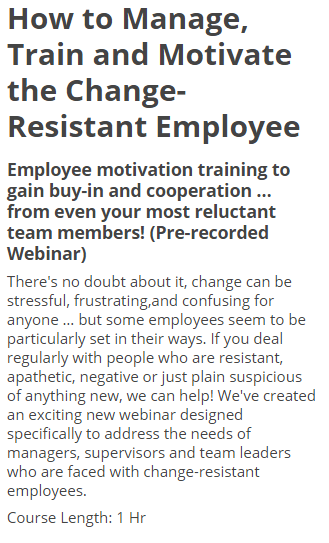 How to Manage,
Train and Motivate
the Change-
Resistant Employee
Employee motivation training to
gain buy-in and cooperation ...
from even your most reluctant
team members! (Pre-recorded
Webinar)
There's no doubt about it, change can be
stressful, frustrating,and confusing for
anyone ... but some employees seem to be
particularly set in their ways. If you deal
regularly with people who are resistant,
apathetic, negative or just plain suspicious
of anything new, we can help! We've created
an exciting new webinar designed
specifically to address the needs of
managers, supervisors and team leaders
who are faced with change-resistant
employees.
Course Length: 1 Hr